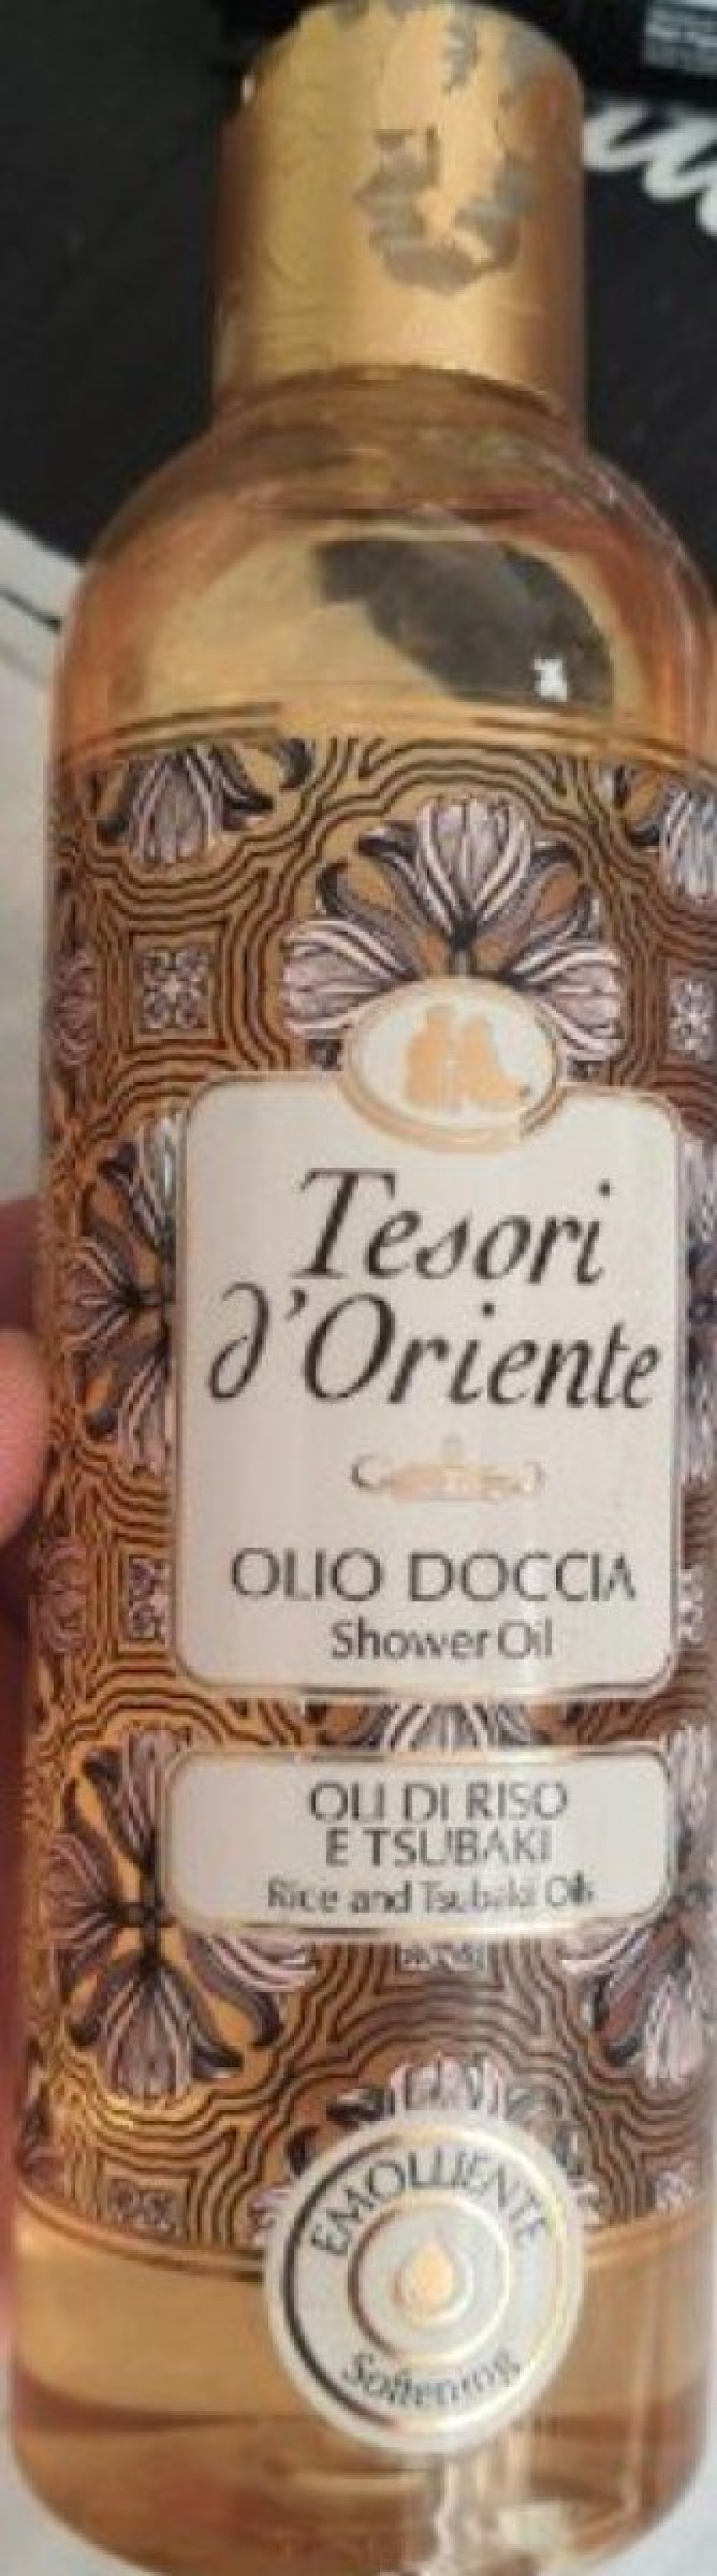 Tesori
d'Oriente
OLIO DOCCIA
Shower Oil
OLI DI RISO
E TSUBAKI
Rice and Tsubaki Oils
EMOLLIENTE
Softening